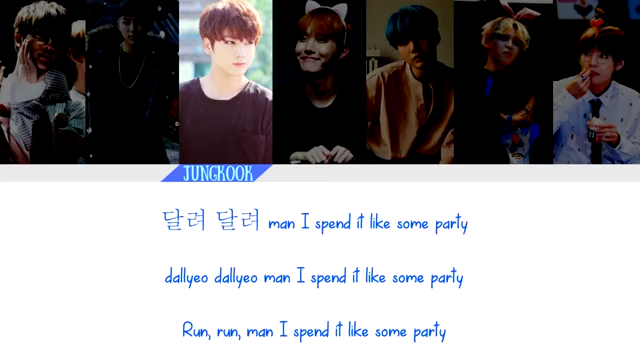 JUNGKOOK
달려 달려 man I spend it like some party
dallyeo dallyeo man I spend it like some party
Run, run, man I spend it like some party